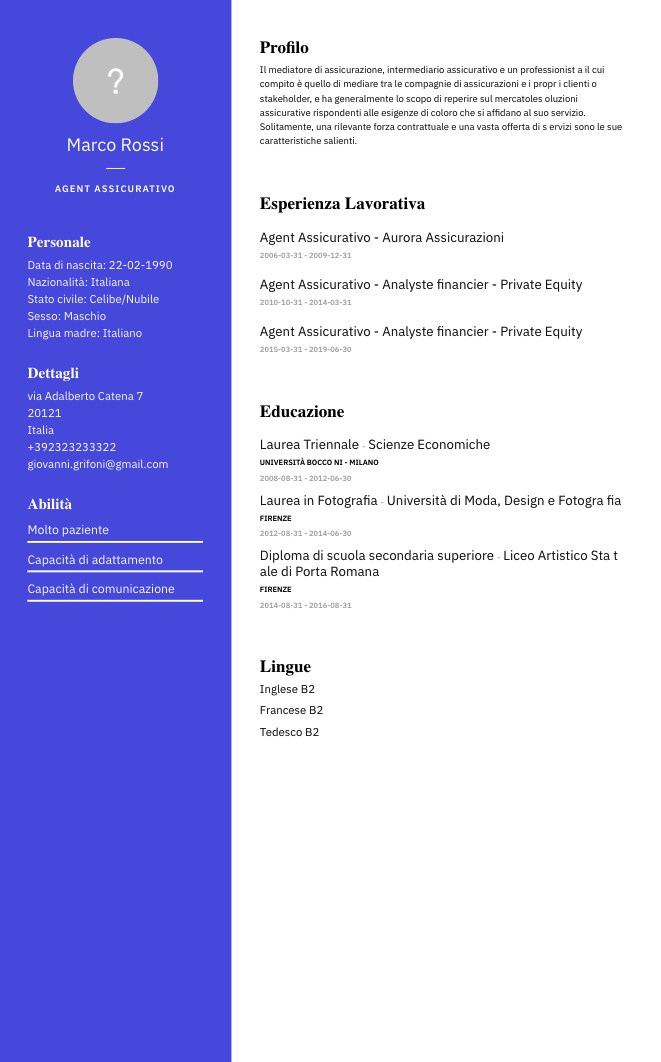 ?
Marco Rossi
AGENT ASSICURATIVO
Personale
Data di nascita: 22-02-1990
Nazionalità: Italiana
Stato civile: Celibe/Nubile
Sesso: Maschio
Lingua madre: Italiano
Dettagli
via Adalberto Catena 7
20121
Italia
+392323233322
giovanni.grifoni@gmail.com
Abilità
Molto paziente
Capacità di adattamento
Capacità di comunicazione
Profilo
Il mediatore di assicurazione, intermediario assicurativo e un professionist a il cui
compito è quello di mediare tra le compagnie di assicurazioni e i propr i clienti o
stakeholder, e ha generalmente lo scopo di reperire sul mercatoles oluzioni
assicurative rispondenti alle esigenze di coloro che si affidano al suo servizio.
Solitamente, una rilevante forza contrattuale e una vasta offerta di s ervizi sono le sue
caratteristiche salienti.
Esperienza Lavorativa
Agent Assicurativo - Aurora Assicurazioni
2006-03-31 - 2009-12-31
Agent Assicurativo - Analyste financier - Private Equity
2010-10-31 - 2014-03-31
Agent Assicurativo - Analyste financier - Private Equity
2015-03-31 - 2019-06-30
Educazione
Laurea Triennale - Scienze Economiche
UNIVERSITÀ BOCCO NI - MILANO
2008-08-31 - 2012-06-30
Laurea in Fotografia - Università di Moda, Design e Fotogra fia
FIRENZE
2012-08-31 - 2014-06-30
Diploma di scuola secondaria superiore - Liceo Artistico Sta t
ale di Porta Romana
FIRENZE
2014-08-31 - 2016-08-31
Lingue
Inglese B2
Francese B2
Tedesco B2